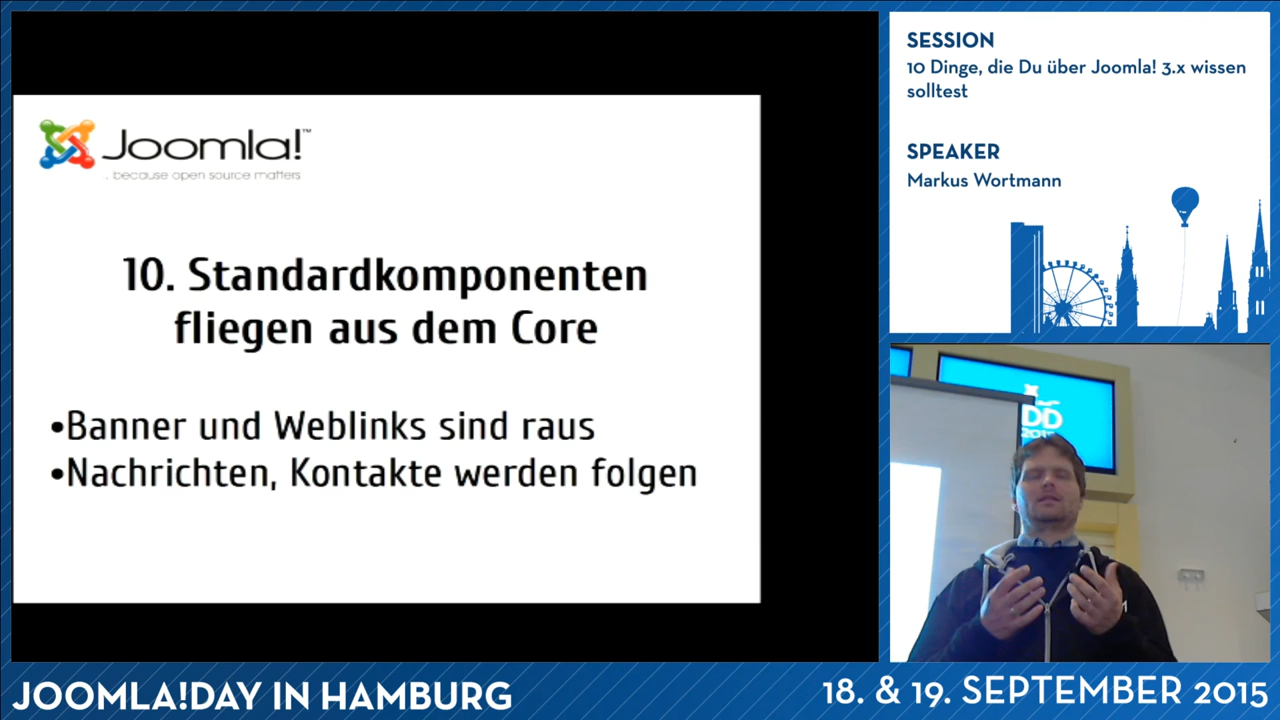 Joomla!™
... because open source matters
10. Standardkomponenten
fliegen aus dem Core
•Banner und Weblinks sind raus
•Nachrichten, Kontakte werden folgen
SESSION
10 Dinge, die Du über Joomla! 3.x wissen
solltest
SPEAKER
Markus Wortmann
DD
2015
JOOMLA!DAY IN HAMBURG
18. & 19. SEPTEMBER 2015